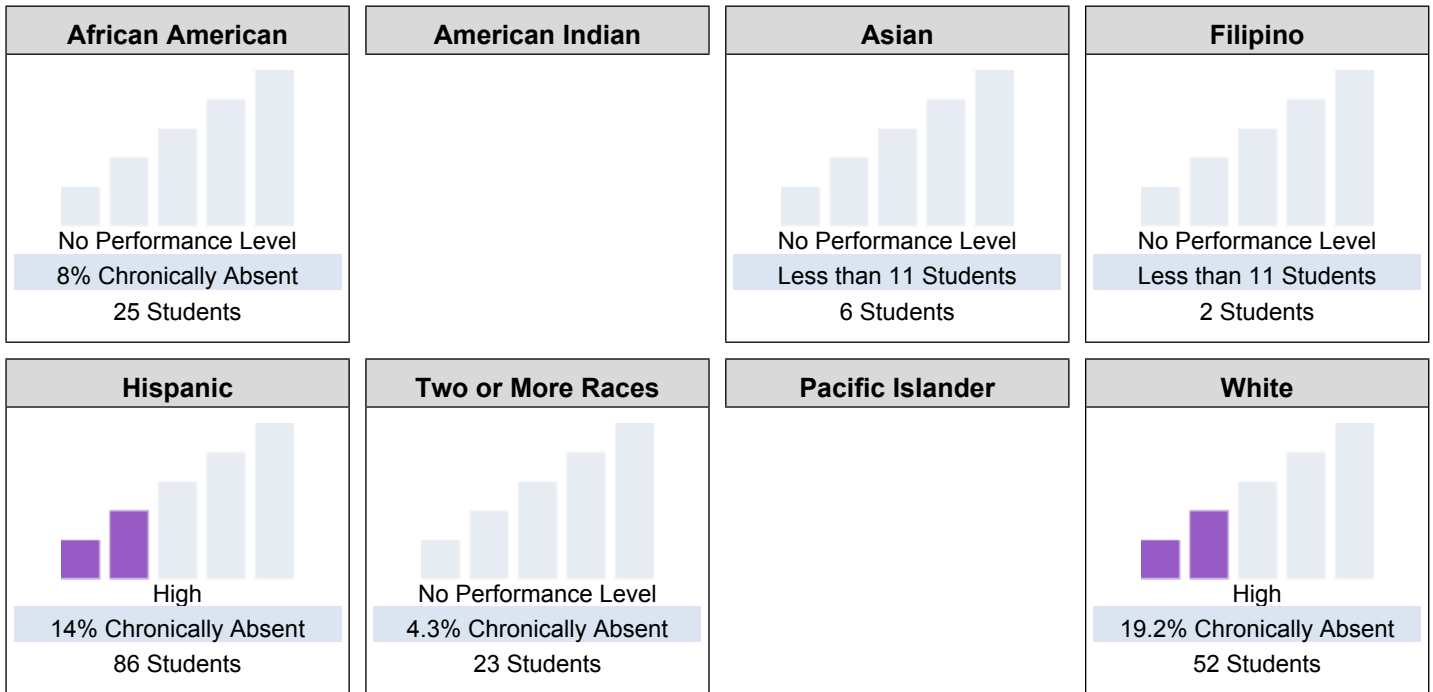 African American
No Performance Level
8% Chronically Absent
25 Students
American Indian
Asian
No Performance Level
Less than 11 Students
6 Students
Filipino
No Performance Level
Less than 11 Students
2 Students
Hispanic
High
14% Chronically Absent
86 Students
Two or More Races
No Performance Level
4.3% Chronically Absent
23 Students
Pacific Islander
White
High
19.2% Chronically Absent
52 Students